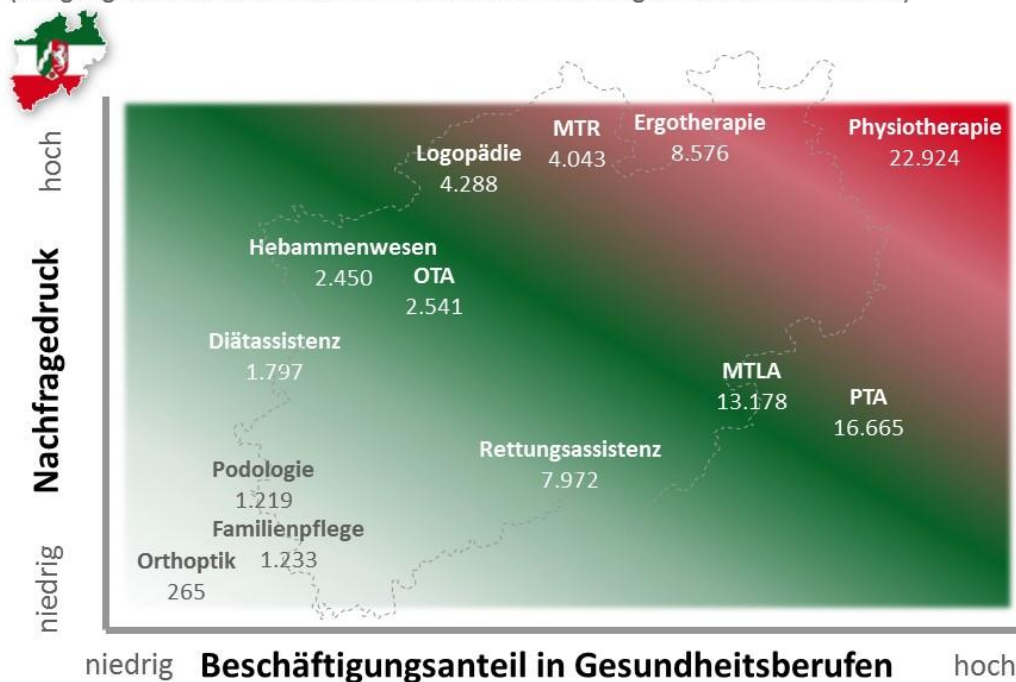 hoch
Nachfragedruck
niedrig
MTR
4.043
Ergotherapie
8.576
Physiotherapie
22.924
Logopädie
4.288
Hebammenwesen
2.450
OTA
2.541
Diätassistenz
1.797
MTLA
13.178
PTA
16.665
Rettungsassistenz
7.972
Podologie
1.219
Familienpflege
1.233
Orthoptik
265
niedrig Beschäftigungsanteil in Gesundheitsberufen hoch